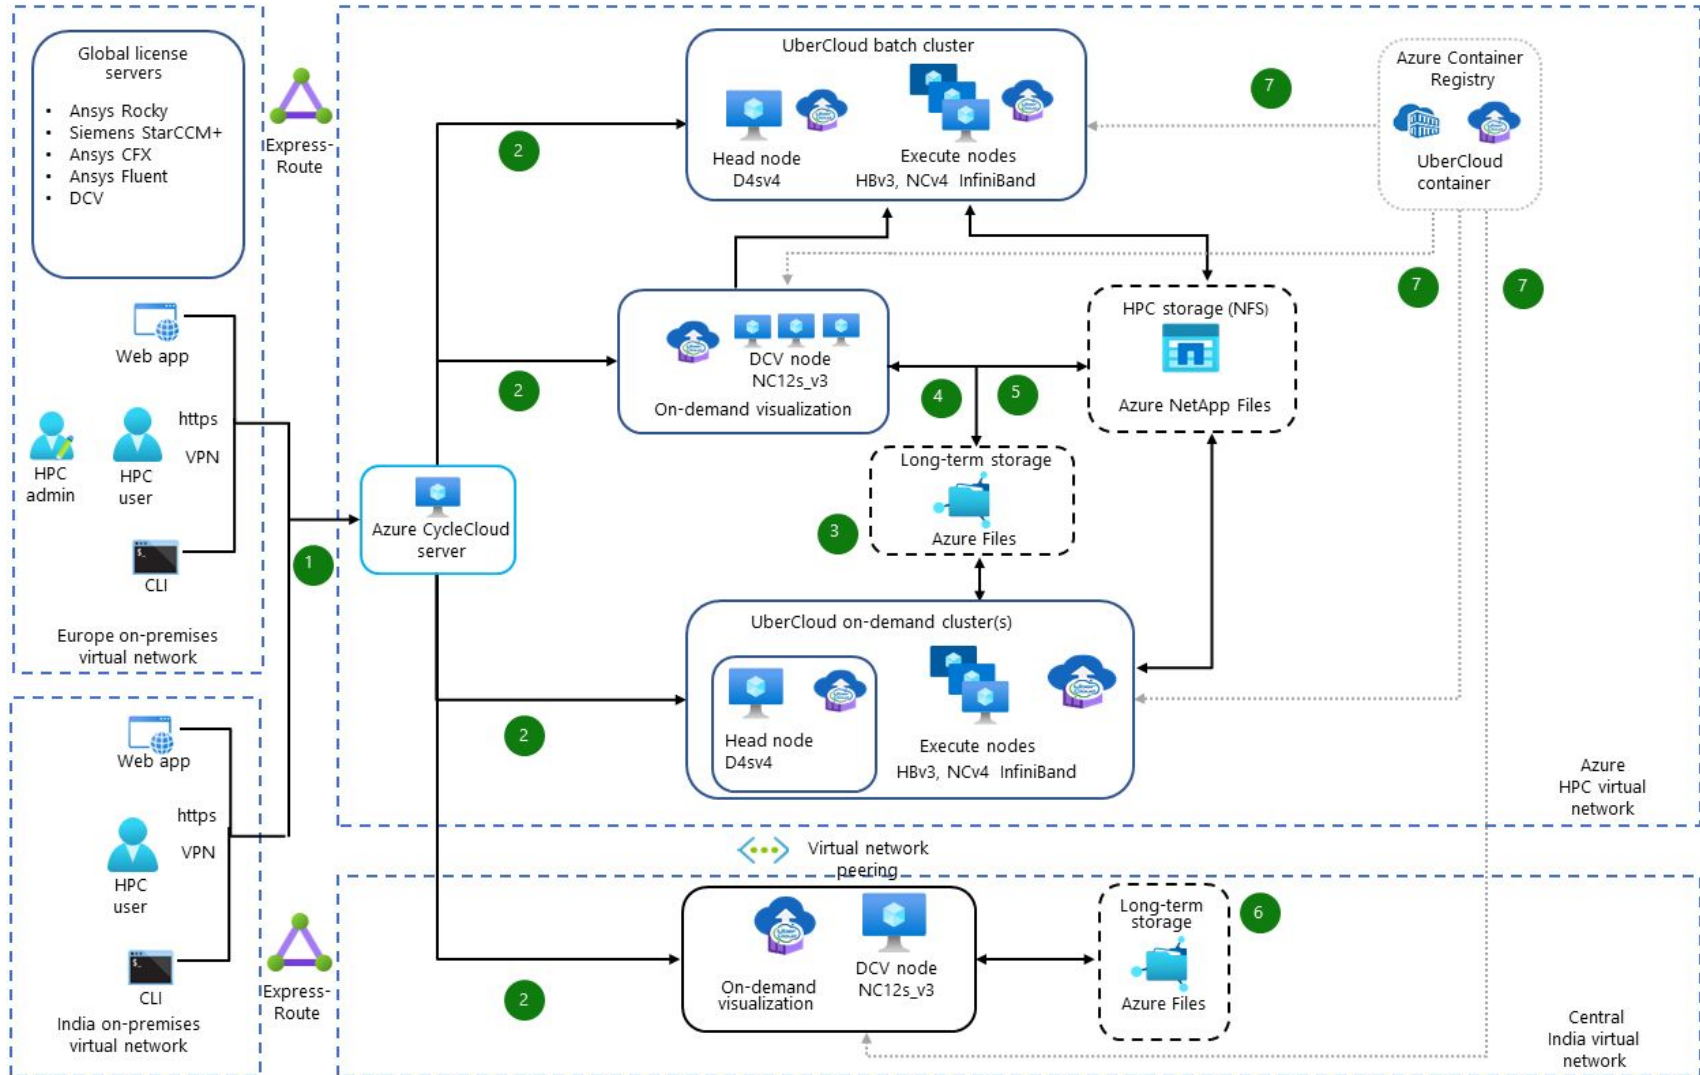 Global license
servers
• Ansys Rocky
• Siemens StarCCM+
• Ansys CFX
• Ansys Fluent
• DCV
Express-
Route
Web app
https
VPN
HPC
admin
HPC
user
CLI
Europe on-premises
virtual network
Web app
https
VPN
HPC
user
CLI
India on-premises
virtual network
Express-
Route
1
Azure CycleCloud
server
2
2
2
2
UberCloud batch cluster
Head node
D4sv4
Execute nodes
HBv3, NCv4 InfiniBand
7
Azure Container
Registry
UberCloud
container
7
7
DCV node
NC12s_v3
On-demand visualization
4
5
HPC storage (NFS)
Azure NetApp Files
Long-term storage
Azure Files
3
UberCloud on-demand cluster(s)
Head node
D4sv4
Execute nodes
HBv3, NCv4 InfiniBand
Azure
HPC virtual
network
Virtual network
peering
On-demand
visualization
DCV node
NC12s_v3
Long-term
storage
Azure Files
6
Central
India virtual
network